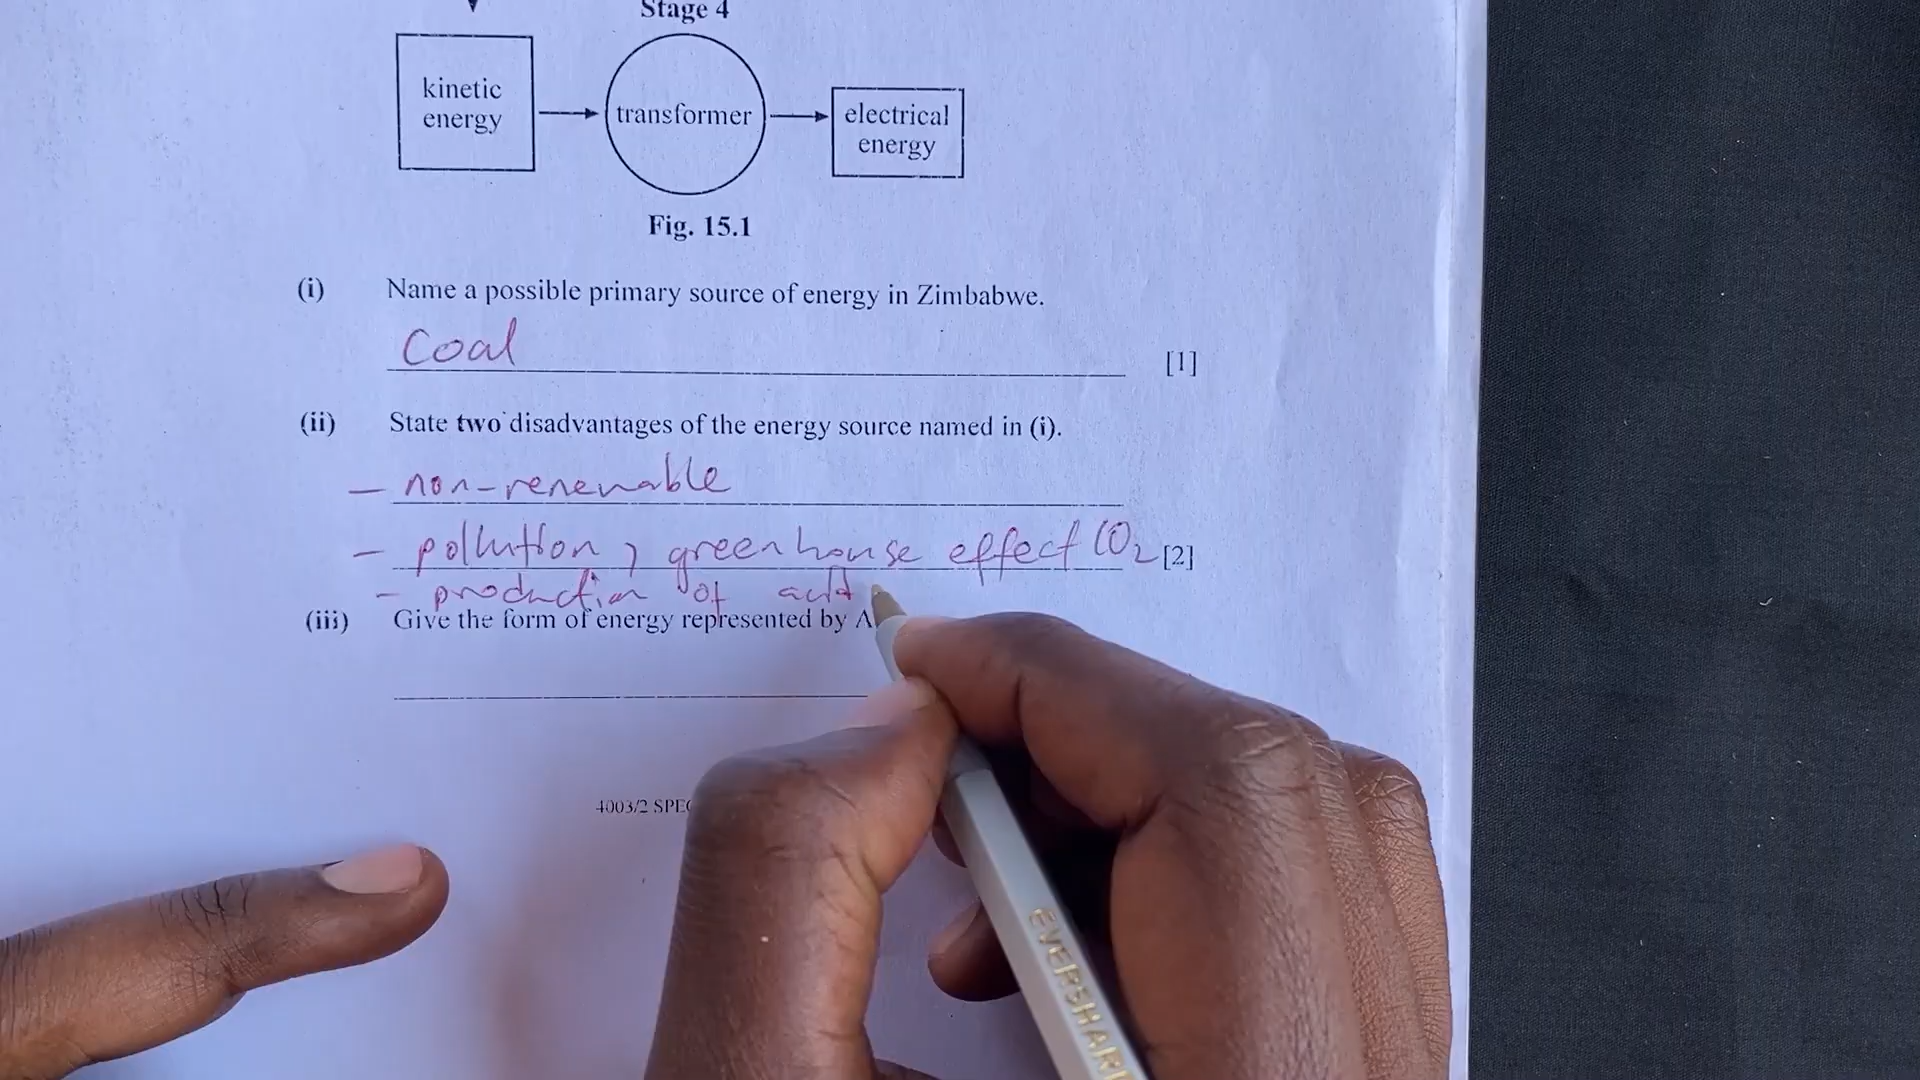 Stage 4
kinetic
energy
transformer
electrical
energy
Fig. 15.1
(i) Name a possible primary source of energy in Zimbabwe.
Coal
[1]
(ii) State two disadvantages of the energy source named in (i).
- non-renewable
- pollution, greenhouse effect CO2 [2]
- production of acid
(iii) Give the form of energy represented by A
4003/2 SPEC
EVERSHARP